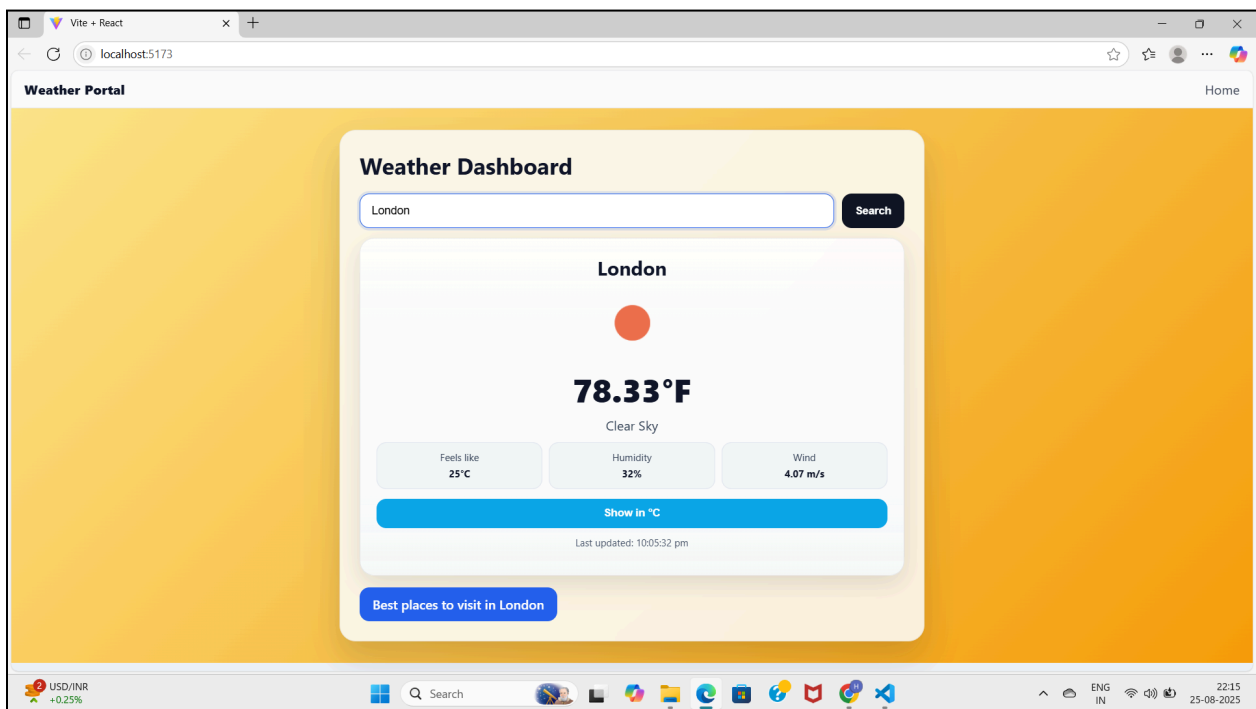 Vite + React
localhost:5173
Weather Portal
Home
Weather Dashboard
London
Search
London
78.33°F
Clear Sky
Feels like
25°C
Humidity
32%
Wind
4.07 m/s
Show in °C
Last updated: 10:05:32 pm
Best places to visit in London
2
USD/INR
+0.25%
Search
H
ENG
IN
22:15
25-08-2025